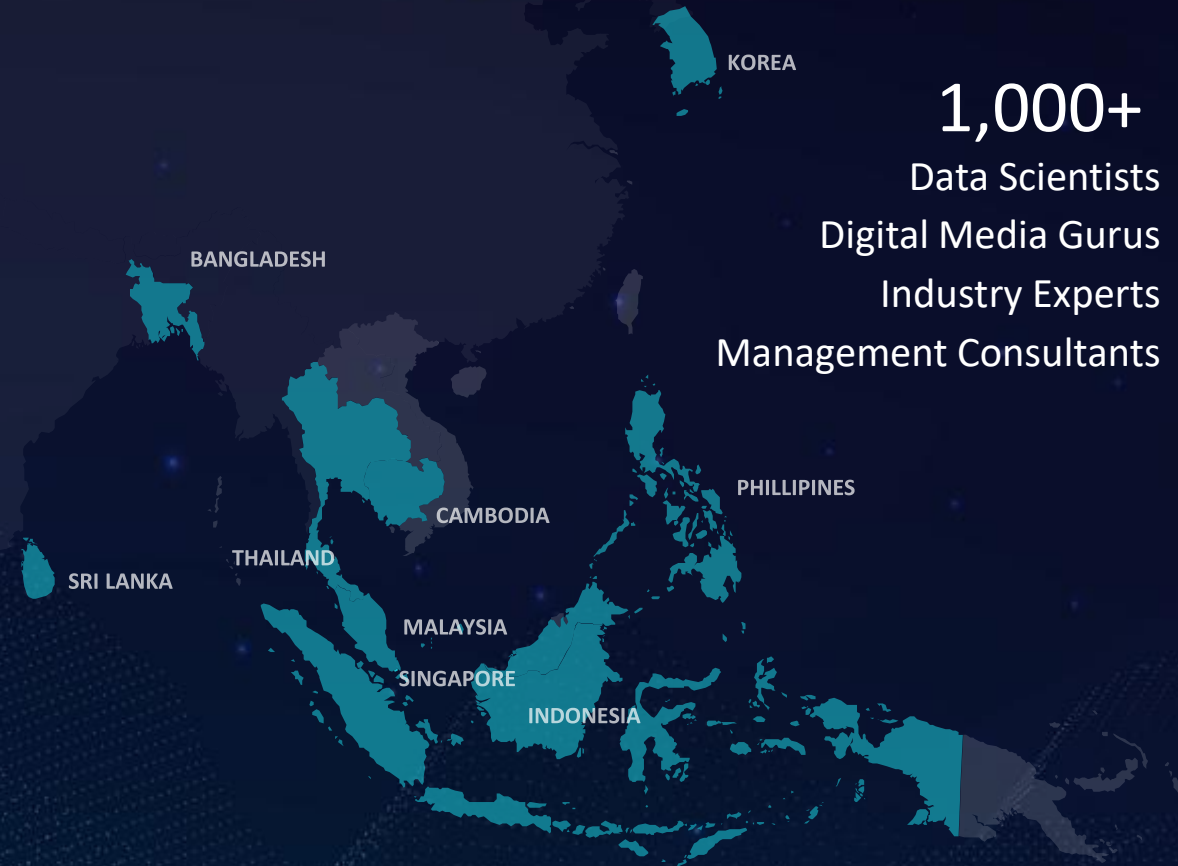 KOREA
1,000+
Data Scientists
Digital Media Gurus
Industry Experts
Management Consultants
BANGLADESH
PHILLIPINES
CAMBODIA
THAILAND
SRI LANKA
MALAYSIA
SINGAPORE
INDONESIA